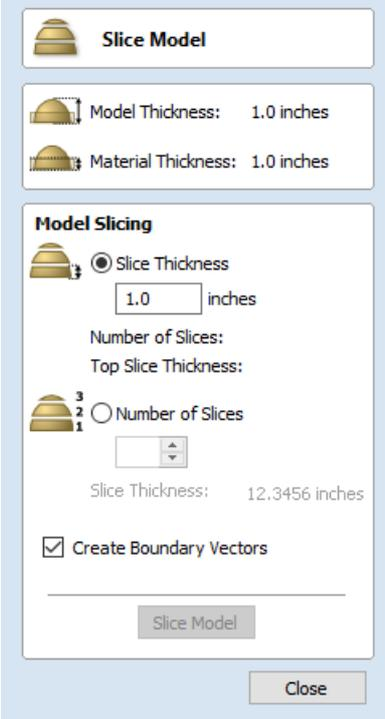 Slice Model
Model Thickness: 1.0 inches
Material Thickness: 1.0 inches
Model Slicing
Slice Thickness
1.0 inches
Number of Slices:
Top Slice Thickness:
3
2 Number of Slices
1
Slice Thickness: 12.3456 inches
Create Boundary Vectors
Slice Model
Close